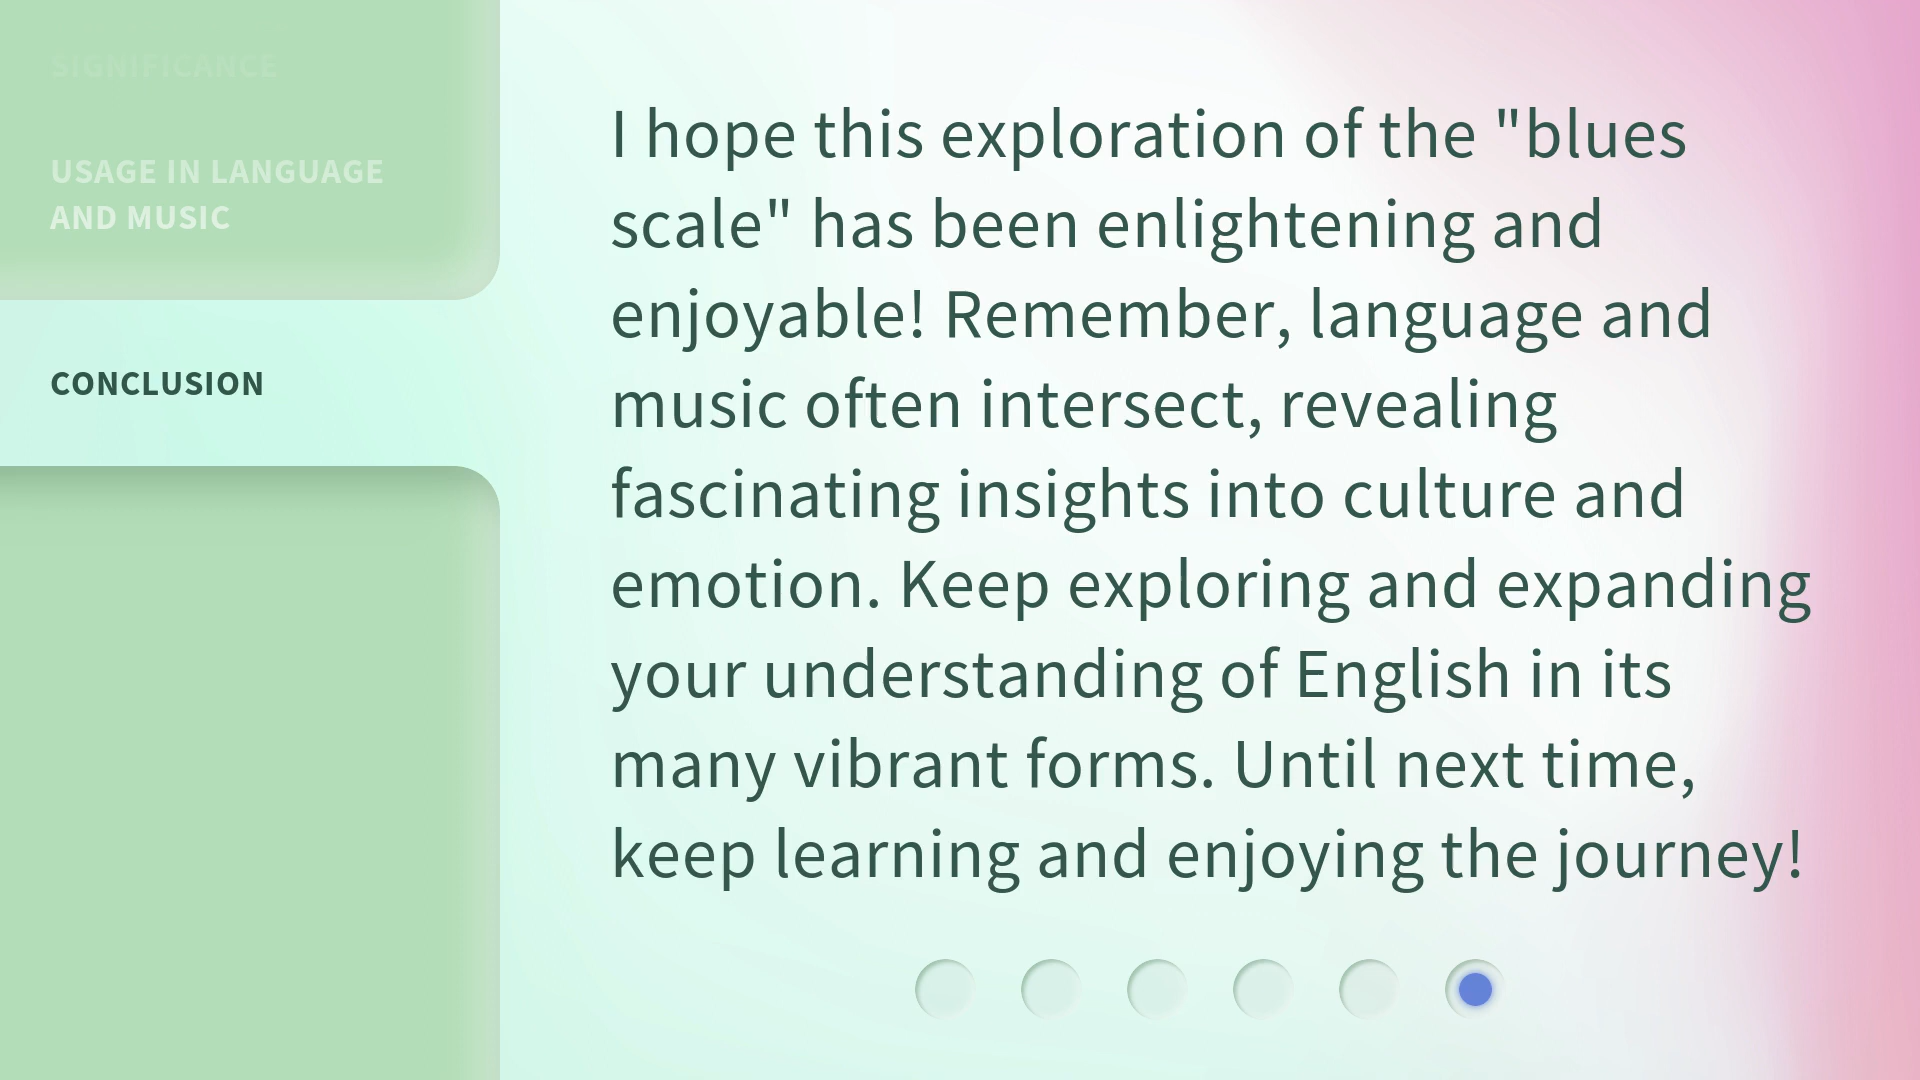 SIGNIFICANCE
USAGE IN LANGUAGE
AND MUSIC
CONCLUSION
I hope this exploration of the "blues
scale" has been enlightening and
enjoyable! Remember, language and
music often intersect, revealing
fascinating insights into culture and
emotion. Keep exploring and expanding
your understanding of English in its
many vibrant forms. Until next time,
keep learning and enjoying the journey!